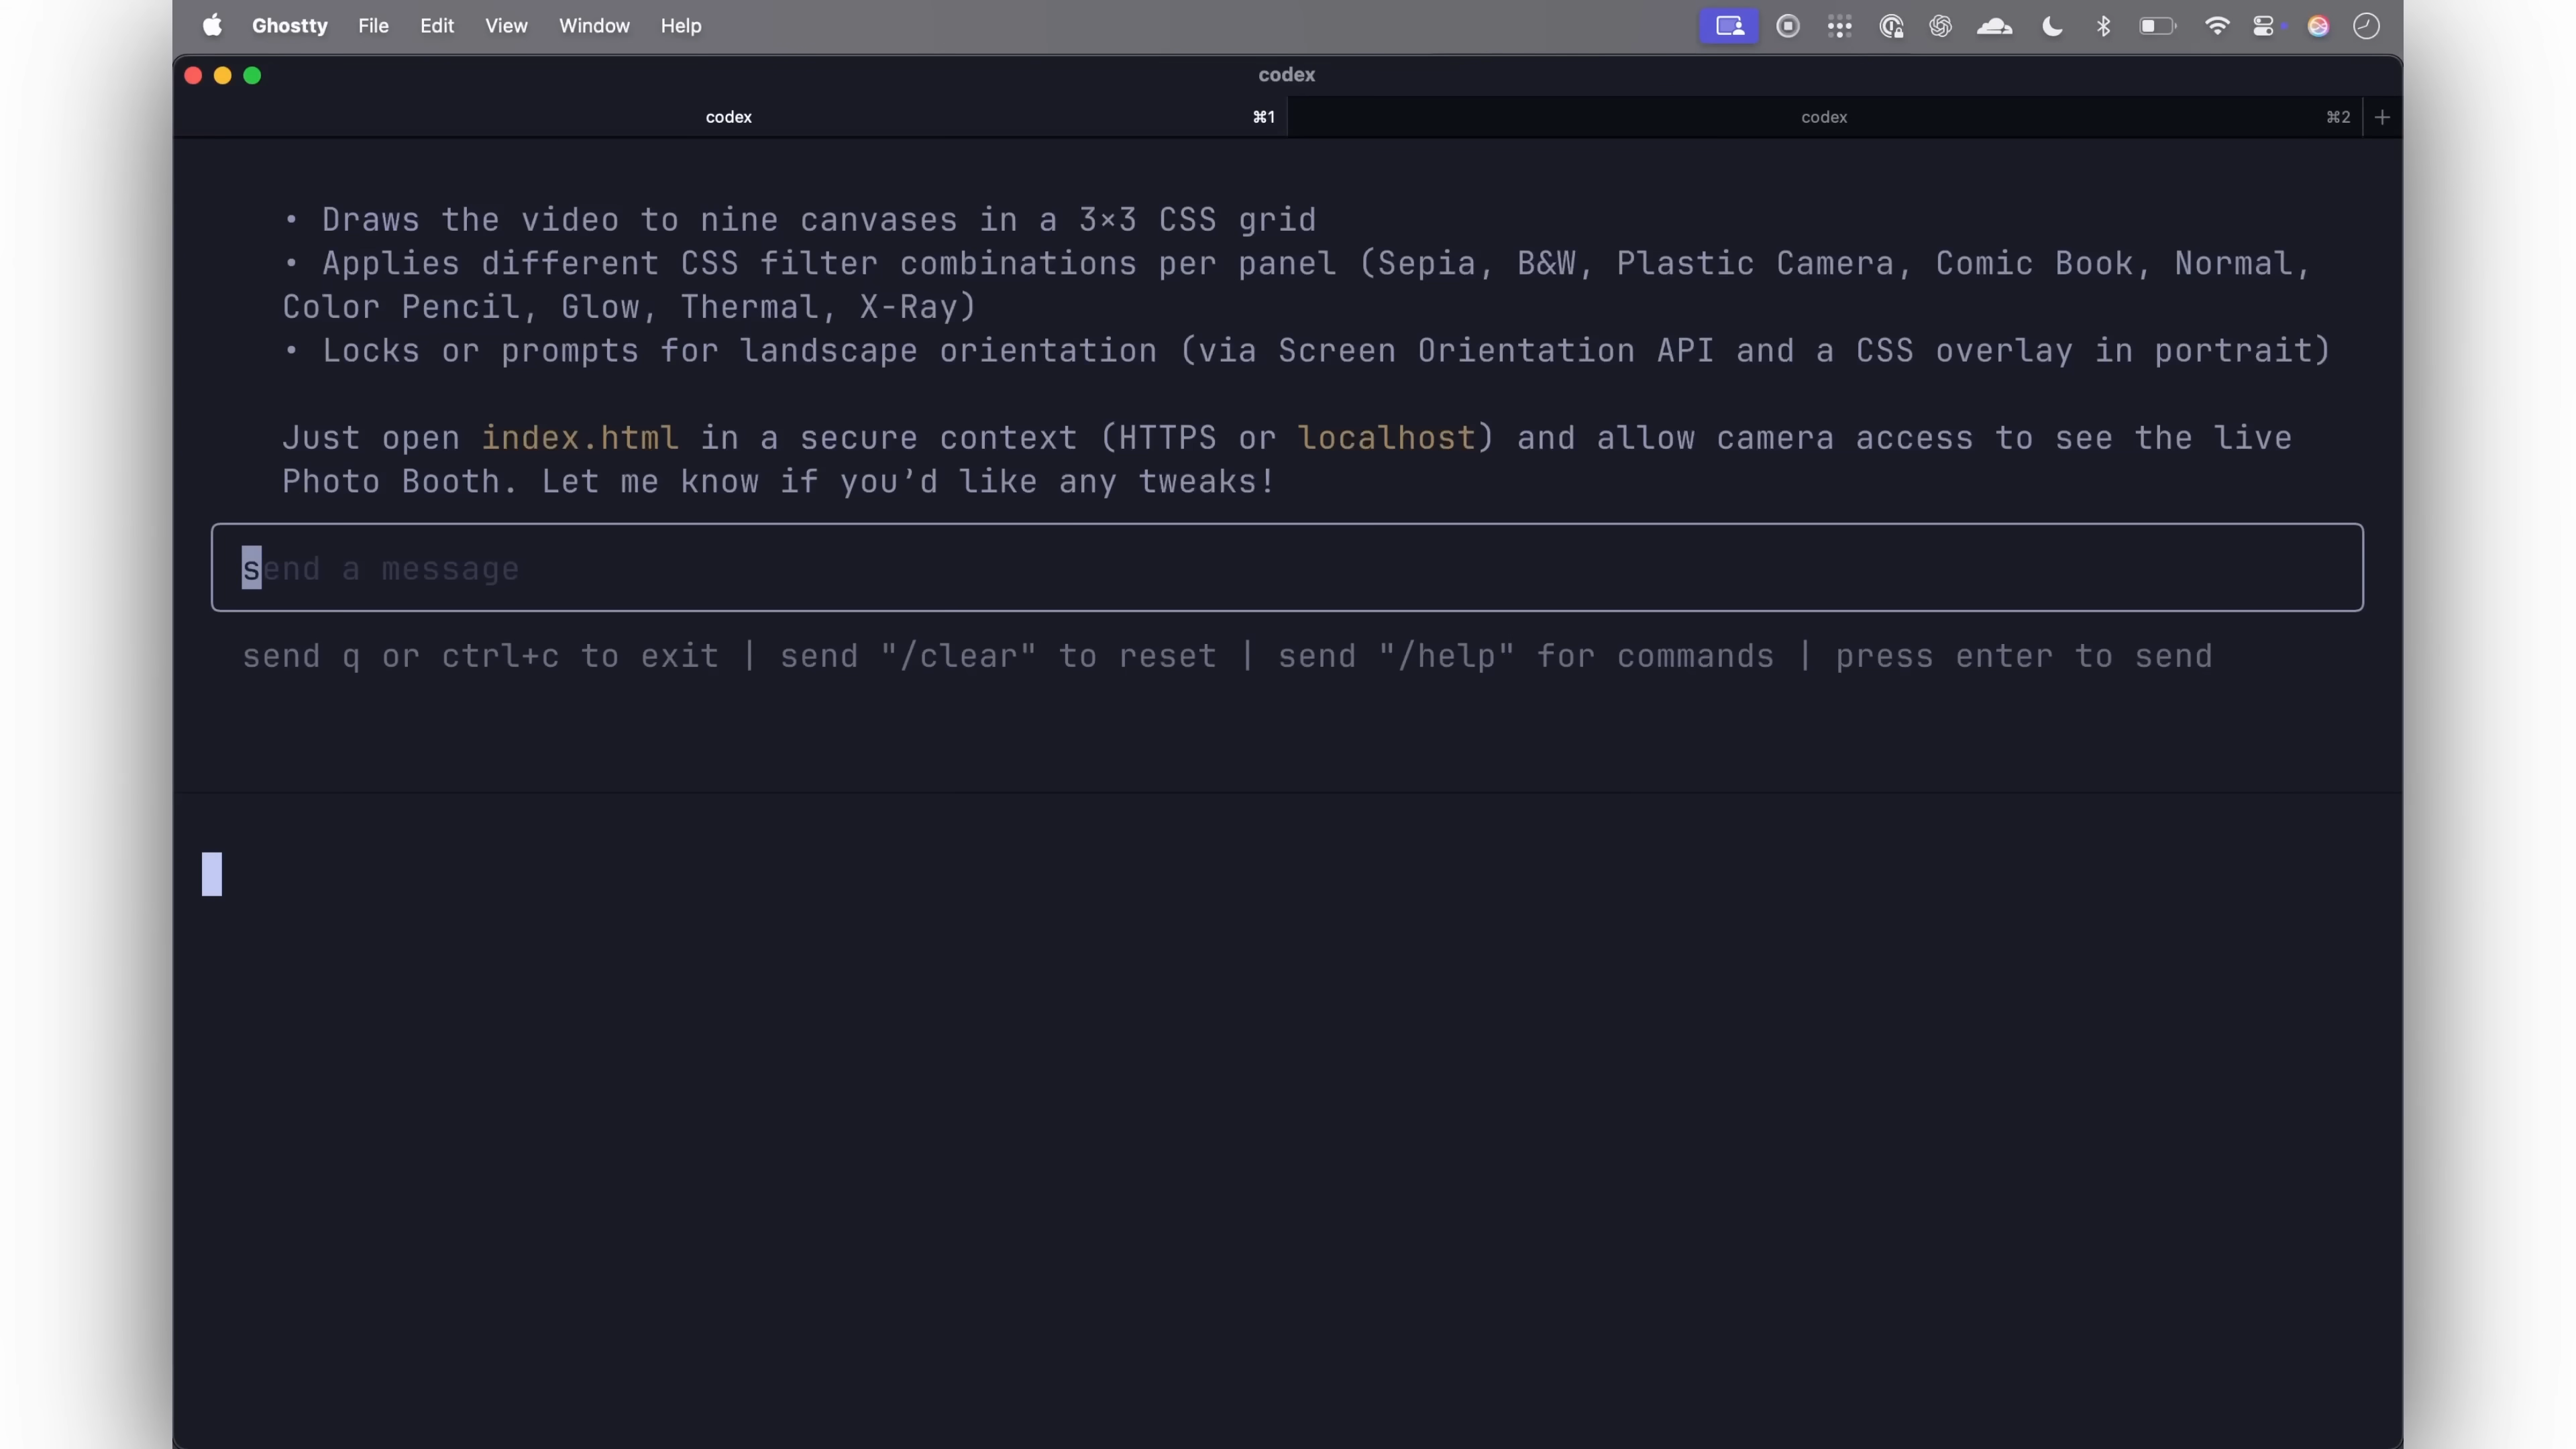 Ghostty File Edit View Window Help
codex
codex ⌘1 codex ⌘2 +
• Draws the video to nine canvases in a 3×3 CSS grid
• Applies different CSS filter combinations per panel (Sepia, B&W, Plastic Camera, Comic Book, Normal,
Color Pencil, Glow, Thermal, X-Ray)
• Locks or prompts for landscape orientation (via Screen Orientation API and a CSS overlay in portrait)
Just open index.html in a secure context (HTTPS or localhost) and allow camera access to see the live
Photo Booth. Let me know if you’d like any tweaks!
send a message
send q or ctrl+c to exit | send "/clear" to reset | send "/help" for commands | press enter to send